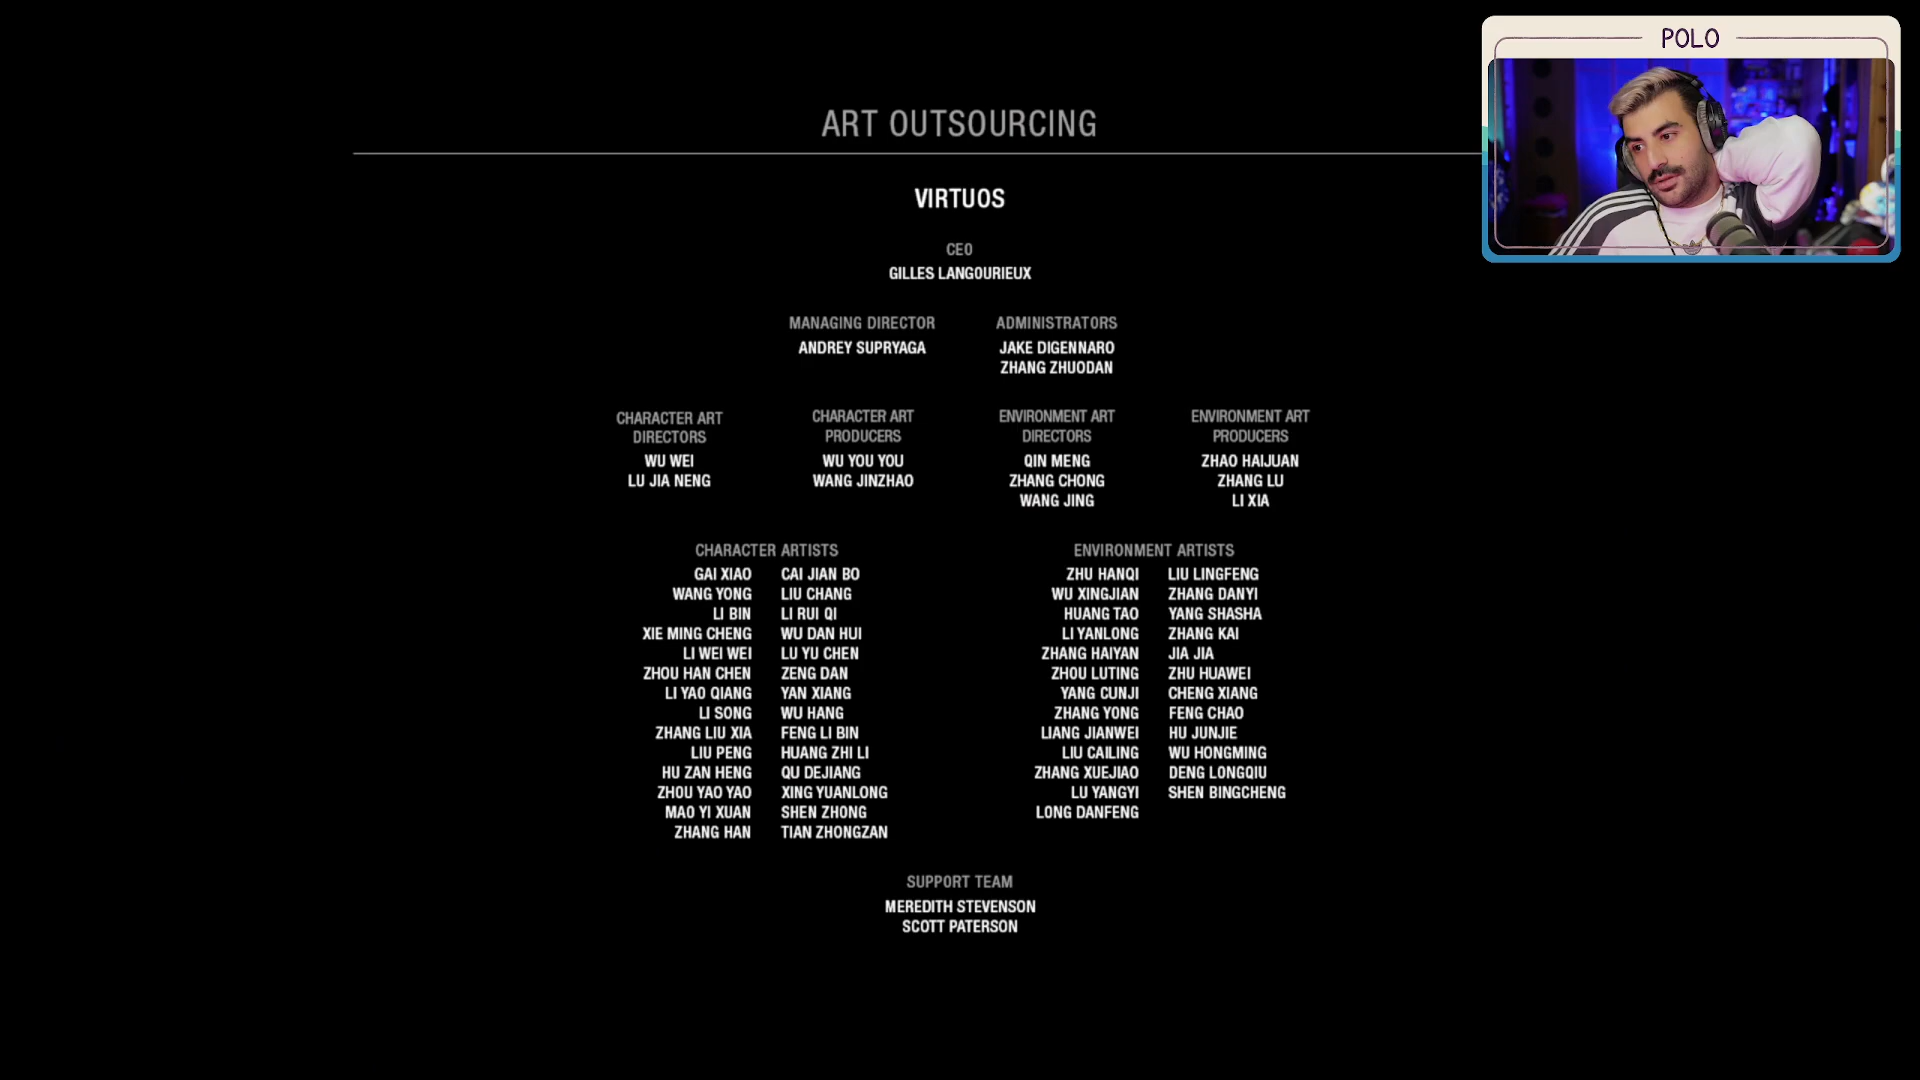 POLO
ART OUTSOURCING
VIRTUOS
CEO
GILLES LANGOURIEUX
MANAGING DIRECTOR
ANDREY SUPRYAGA
ADMINISTRATORS
JAKE DIGENNARO
ZHANG ZHUODAN
CHARACTER ART
DIRECTORS
WU WEI
LU JIA NENG
CHARACTER ART
PRODUCERS
WU YOU YOU
WANG JINZHAO
ENVIRONMENT ART
DIRECTORS
QIN MENG
ZHANG CHONG
WANG JING
ENVIRONMENT ART
PRODUCERS
ZHAO HAIJUAN
ZHANG LU
LI XIA
CHARACTER ARTISTS
GAI XIAO CAI JIAN BO
WANG YONG LIU CHANG
LI BIN LI RUI QI
XIE MING CHENG WU DAN HUI
LI WEI WEI LU YU CHEN
ZHOU HAN CHEN ZENG DAN
LI YAO QIANG YAN XIANG
LI SONG WU HANG
ZHANG LIU XIA FENG LI BIN
LIU PENG HUANG ZHI LI
HU ZAN HENG QU DEJIANG
ZHOU YAO YAO XING YUANLONG
MAO YI XUAN SHEN ZHONG
ZHANG HAN TIAN ZHONGZAN
ENVIRONMENT ARTISTS
ZHU HANQI LIU LINGFENG
WU XINGJIAN ZHANG DANYI
HUANG TAO YANG SHASHA
LI YANLONG ZHANG KAI
ZHANG HAIYAN JIA JIA
ZHOU LUTING ZHU HUAWEI
YANG CUNJI CHENG XIANG
ZHANG YONG FENG CHAO
LIANG JIANWEI HU JUNJIE
LIU CAILING WU HONGMING
ZHANG XUEJIAO DENG LONGQIU
LU YANGYI SHEN BINGCHENG
LONG DANFENG
SUPPORT TEAM
MEREDITH STEVENSON
SCOTT PATERSON